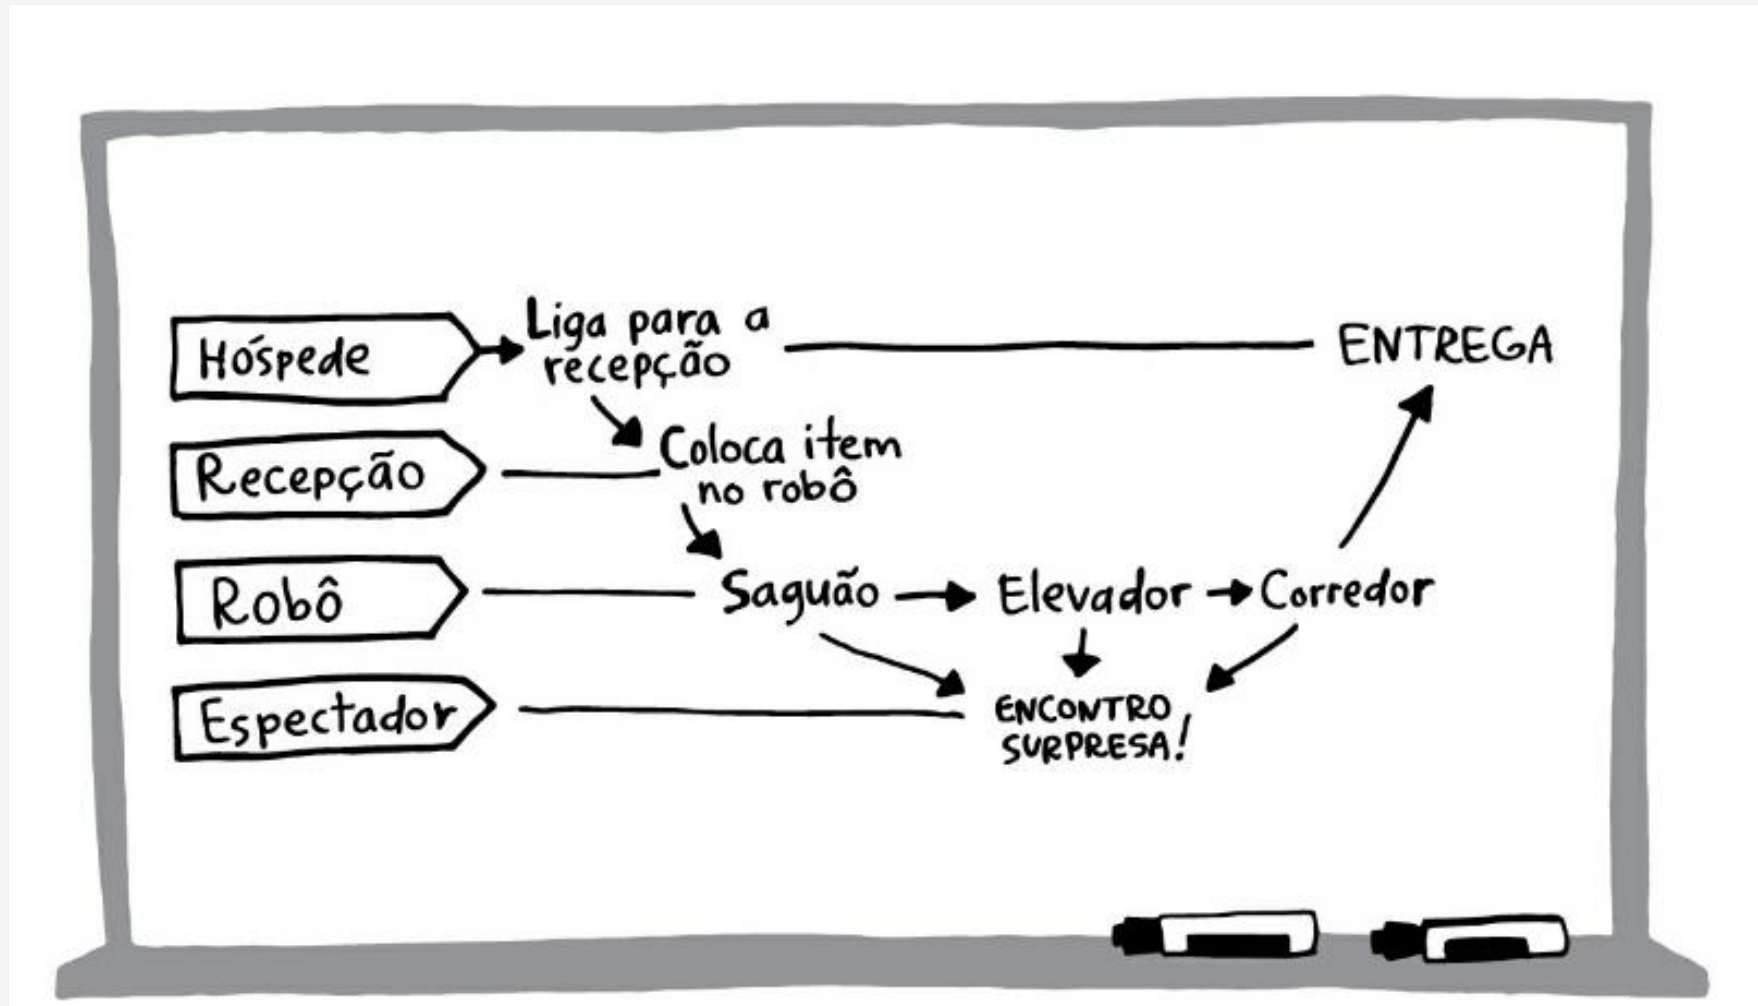 Hóspede
Liga para a
recepção
ENTREGA
Recepção
Coloca item
no robô
Robô
Saguão
Elevador
Corredor
Espectador
ENCONTRO
SURPRESA!